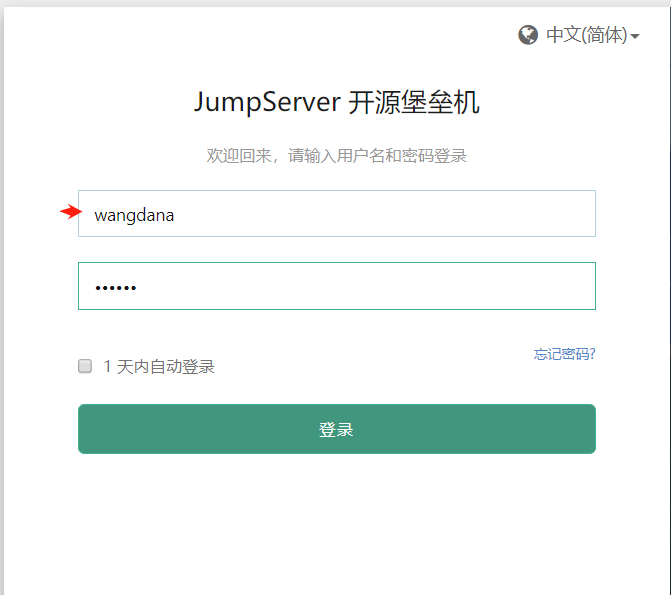 中文(简体)
JumpServer 开源堡垒机
欢迎回来，请输入用户名和密码登录
wangdana
••••••
1 天内自动登录
忘记密码?
登录